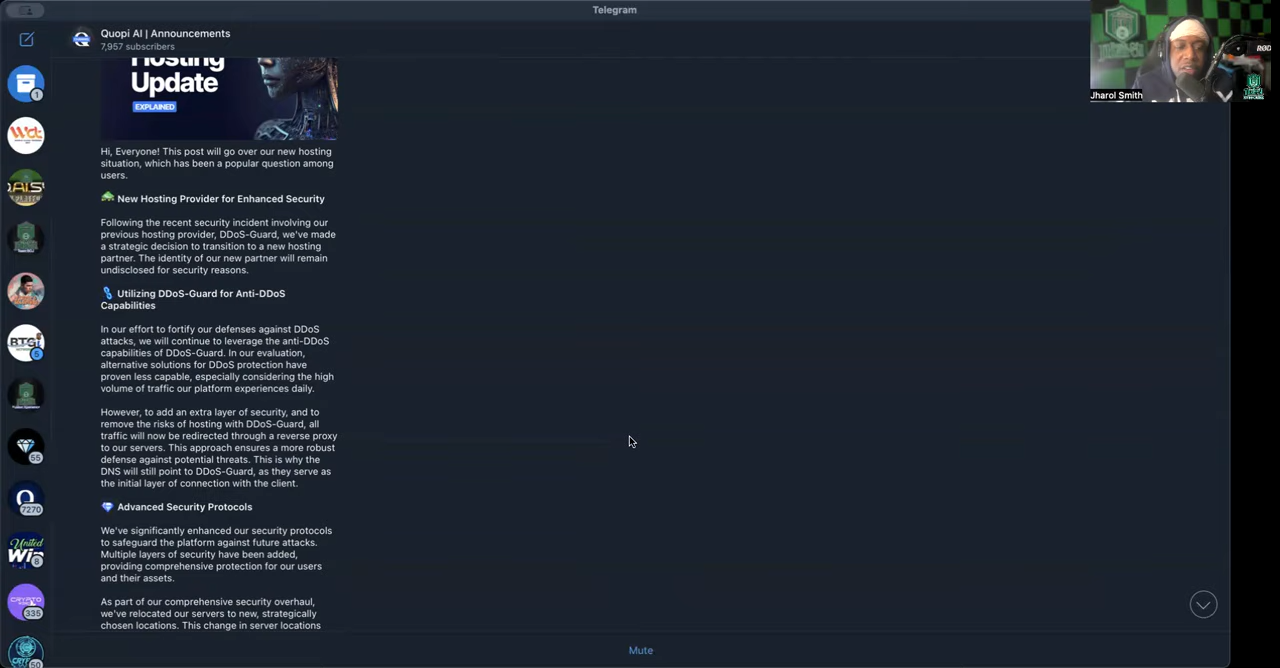 Telegram
Quopi AI | Announcements
7,957 subscribers
Hosting
Update
EXPLAINED
Hi, Everyone! This post will go over our new hosting
situation, which has been a popular question among
users.
New Hosting Provider for Enhanced Security
Following the recent security incident involving our
previous hosting provider, DDoS-Guard, we've made
a strategic decision to transition to a new hosting
partner. The identity of our new partner will remain
undisclosed for security reasons.
Utilizing DDoS-Guard for Anti-DDoS
Capabilities
In our effort to fortify our defenses against DDoS
attacks, we will continue to leverage the anti-DDoS
capabilities of DDoS-Guard. In our evaluation,
alternative solutions for DDoS protection have
proven less capable, especially considering the high
volume of traffic our platform experiences daily.
However, to add an extra layer of security, and to
remove the risks of hosting with DDoS-Guard, all
traffic will now be redirected through a reverse proxy
to our servers. This approach ensures a more robust
defense against potential threats. This is why the
DNS will still point to DDoS-Guard, as they serve as
the initial layer of connection with the client.
Advanced Security Protocols
We've significantly enhanced our security protocols
to safeguard the platform against future attacks.
Multiple layers of security have been added,
providing comprehensive protection for our users
and their assets.
As part of our comprehensive security overhaul,
we've relocated our servers to new, strategically
chosen locations. This change in server locations
Mute
Jharol Smith
RØD
1
5
55
7270
United
Win
8
335
50